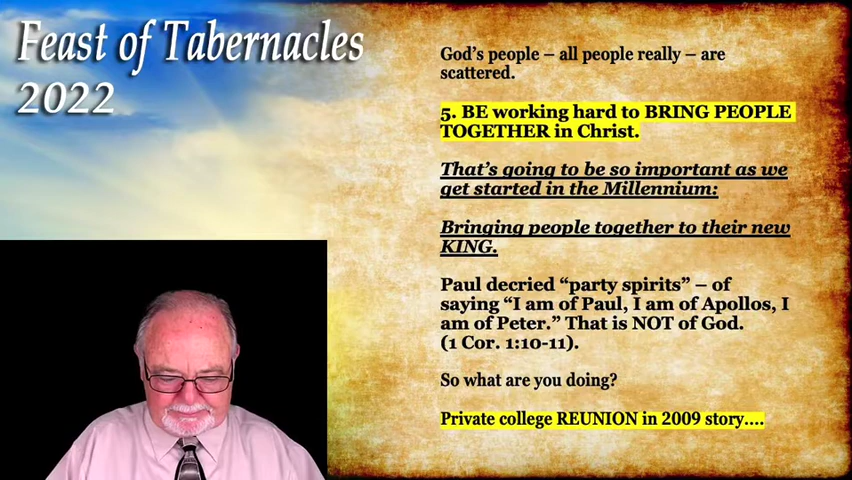 Feast of Tabernacles
2022
God's people – all people really – are
scattered.
5. BE working hard to BRING PEOPLE
TOGETHER in Christ.
That's going to be so important as we
get started in the Millennium:
Bringing people together to their new
KING.
Paul decried “party spirits” – of
saying “I am of Paul, I am of Apollos, I
am of Peter.” That is NOT of God.
(1 Cor. 1:10-11).
So what are you doing?
Private college REUNION in 2009 story....